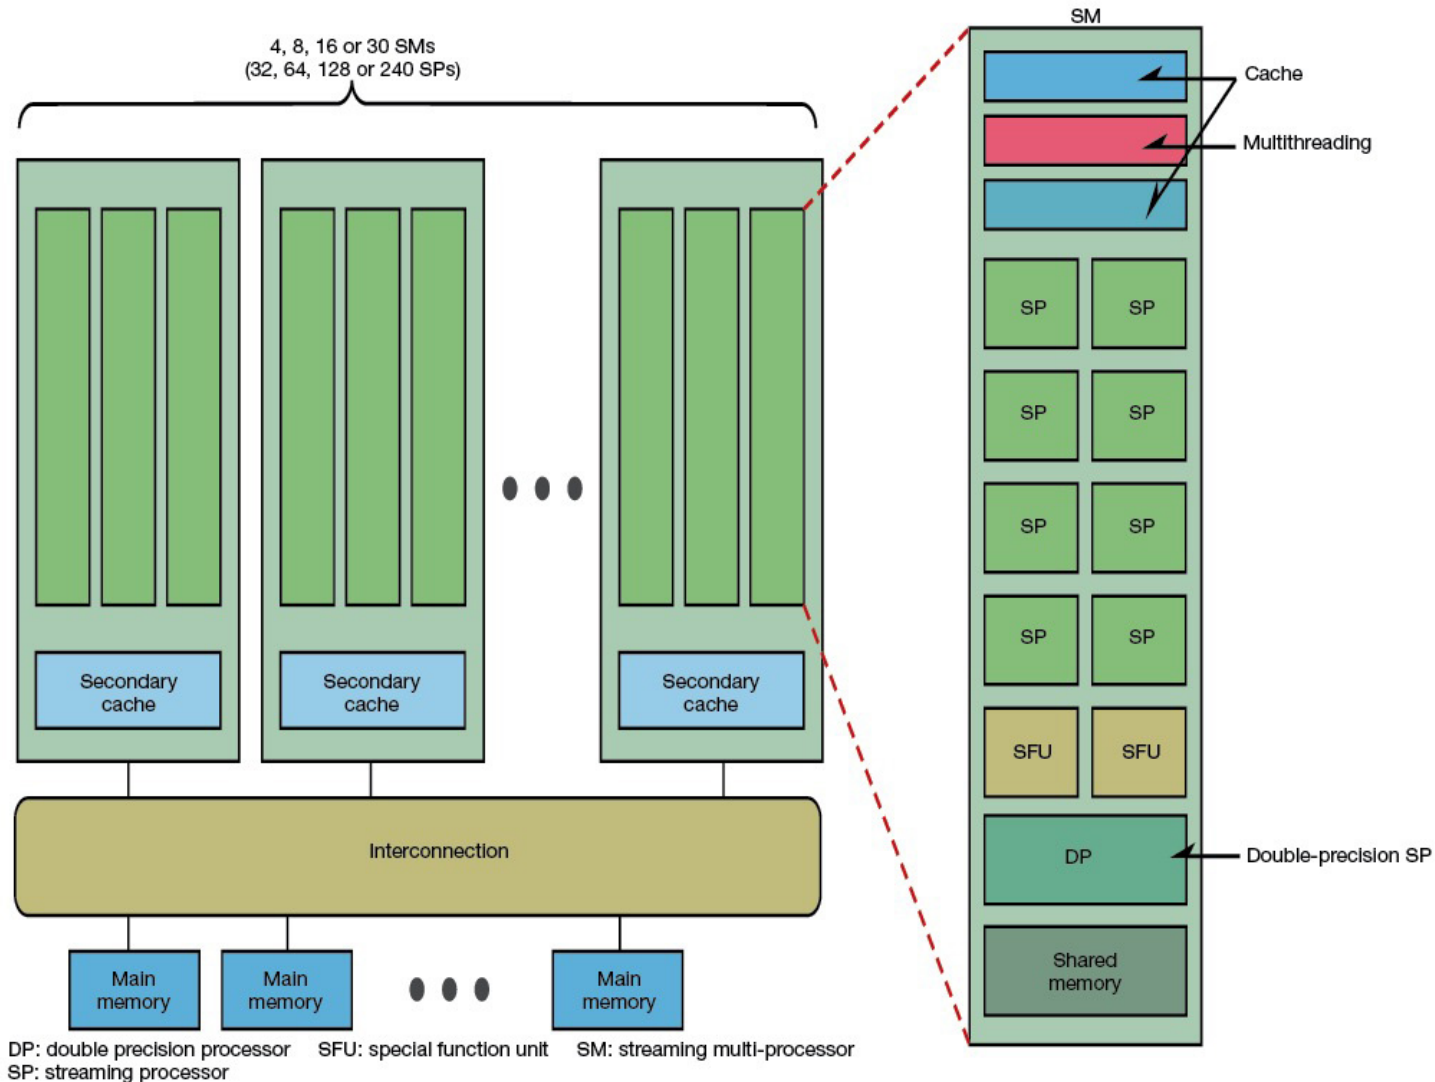 4, 8, 16 or 30 SMs
(32, 64, 128 or 240 SPs)
Secondary
cache
Secondary
cache
Secondary
cache
Interconnection
Main
memory
Main
memory
Main
memory
SM
Cache
Multithreading
SP SP
SP SP
SP SP
SP SP
SFU SFU
DP
Double-precision SP
Shared
memory
DP: double precision processor SFU: special function unit SM: streaming multi-processor
SP: streaming processor